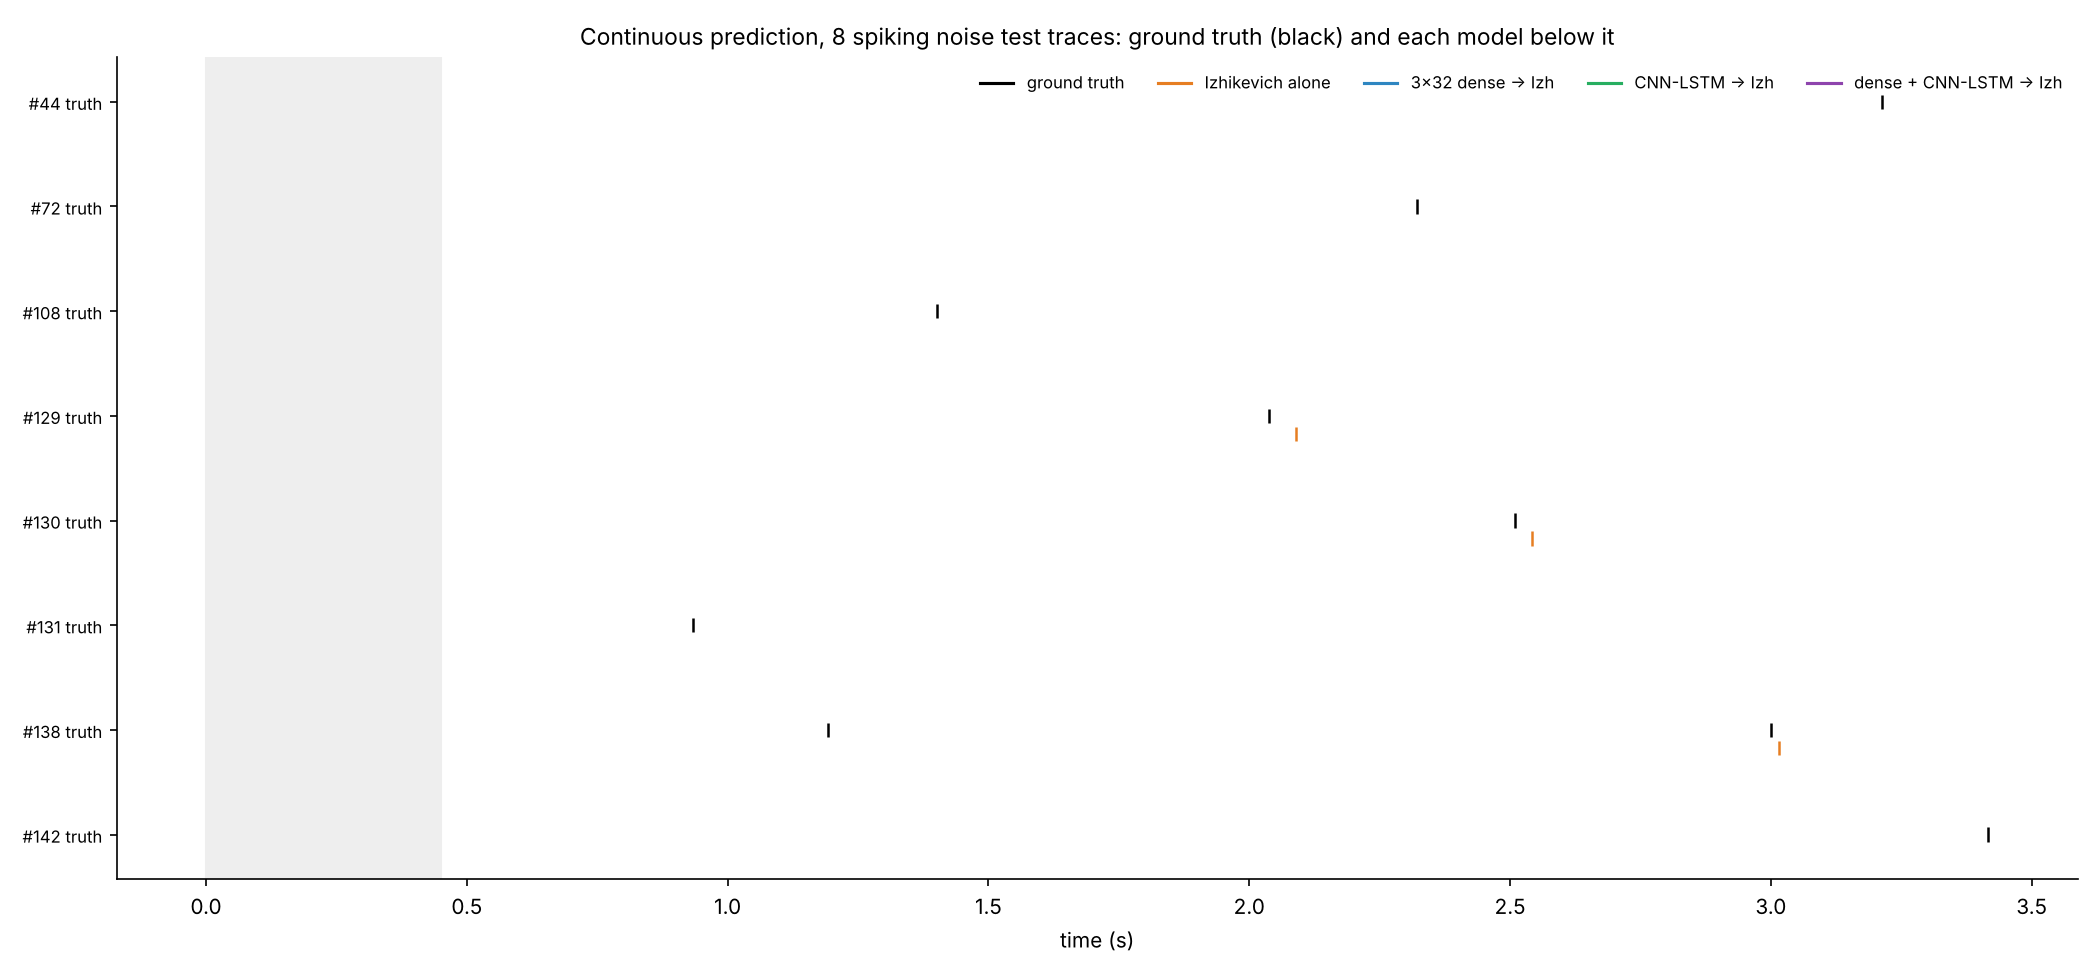 Continuous prediction, 8 spiking noise test traces: ground truth (black) and each model below it
ground truth
Izhikevich alone
3×32 dense → Izh
CNN-LSTM → Izh
dense + CNN-LSTM → Izh
#44 truth
#72 truth
#108 truth
#129 truth
#130 truth
#131 truth
#138 truth
#142 truth
0.0 0.5 1.0 1.5 2.0 2.5 3.0 3.5
time (s)